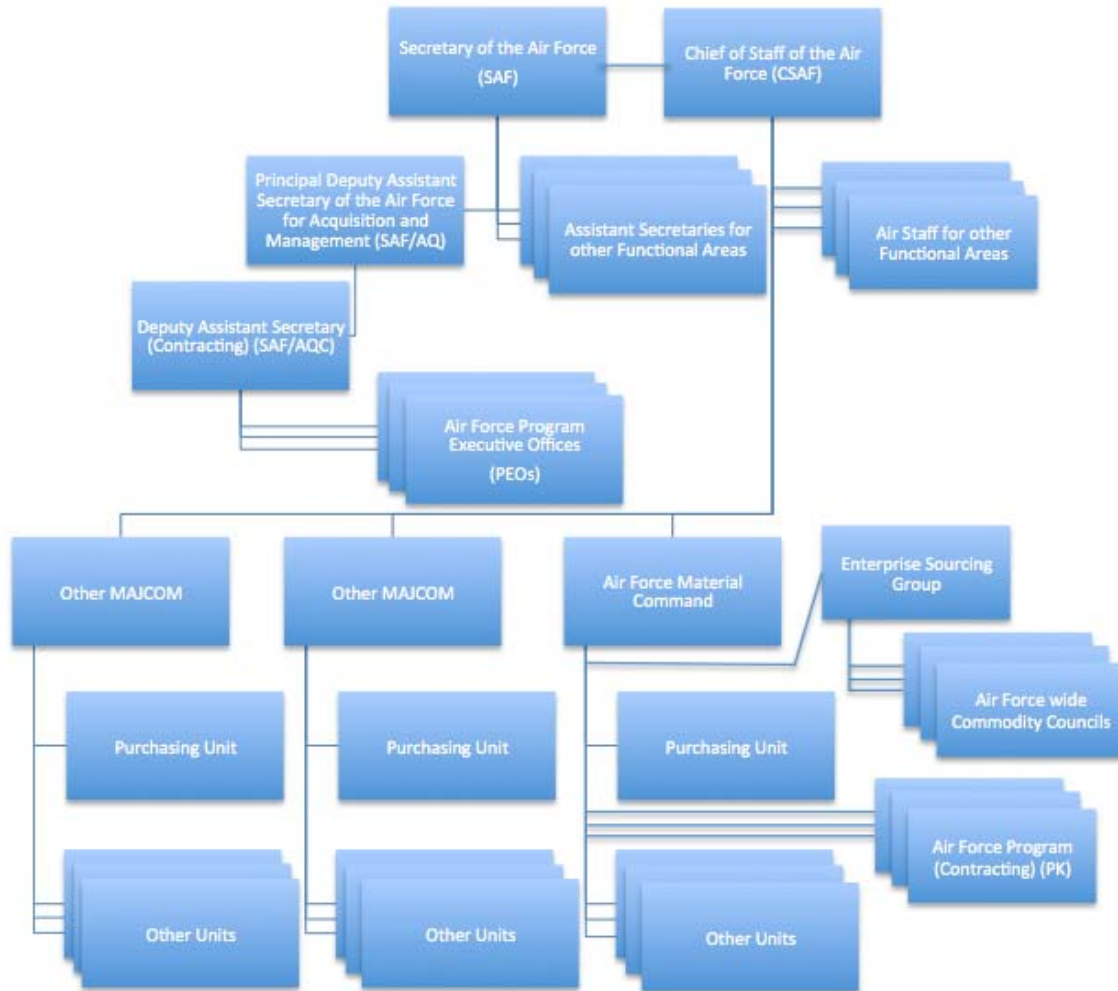 Secretary of the Air Force
(SAF)
Chief of Staff of the Air
Force (CSAF)
Principal Deputy Assistant
Secretary of the Air Force
for Acquisition and
Management (SAF/AQ)
Assistant Secretaries for
other Functional Areas
Air Staff for other
Functional Areas
Deputy Assistant Secretary
(Contracting) (SAF/AQC)
Air Force Program
Executive Offices
(PEOs)
Other MAJCOM
Other MAJCOM
Air Force Material
Command
Enterprise Sourcing
Group
Air Force wide
Commodity Councils
Purchasing Unit
Purchasing Unit
Purchasing Unit
Air Force Program
(Contracting) (PK)
Other Units
Other Units
Other Units